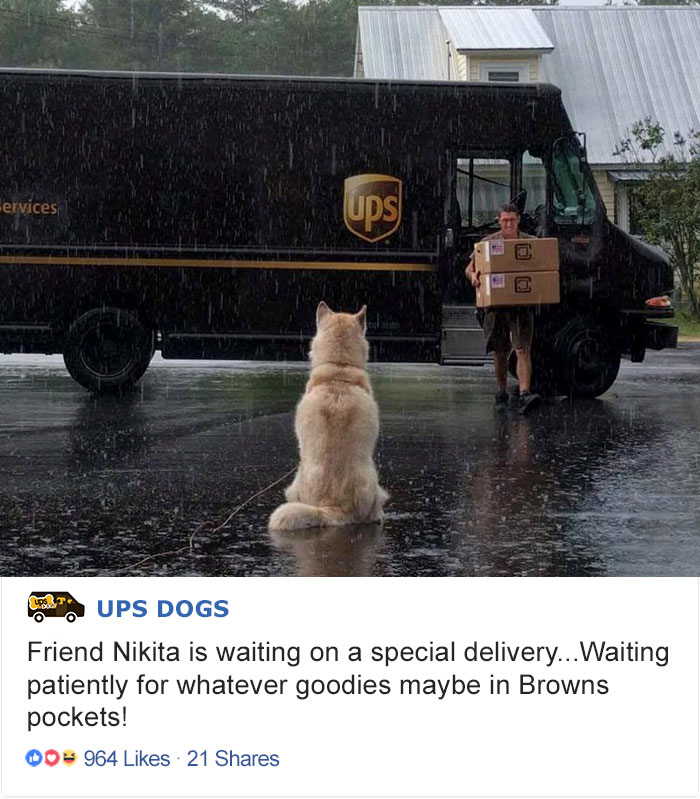 ervices
ups
UPS DOGS
Friend Nikita is waiting on a special delivery...Waiting
patiently for whatever goodies maybe in Browns
pockets!
964 Likes · 21 Shares